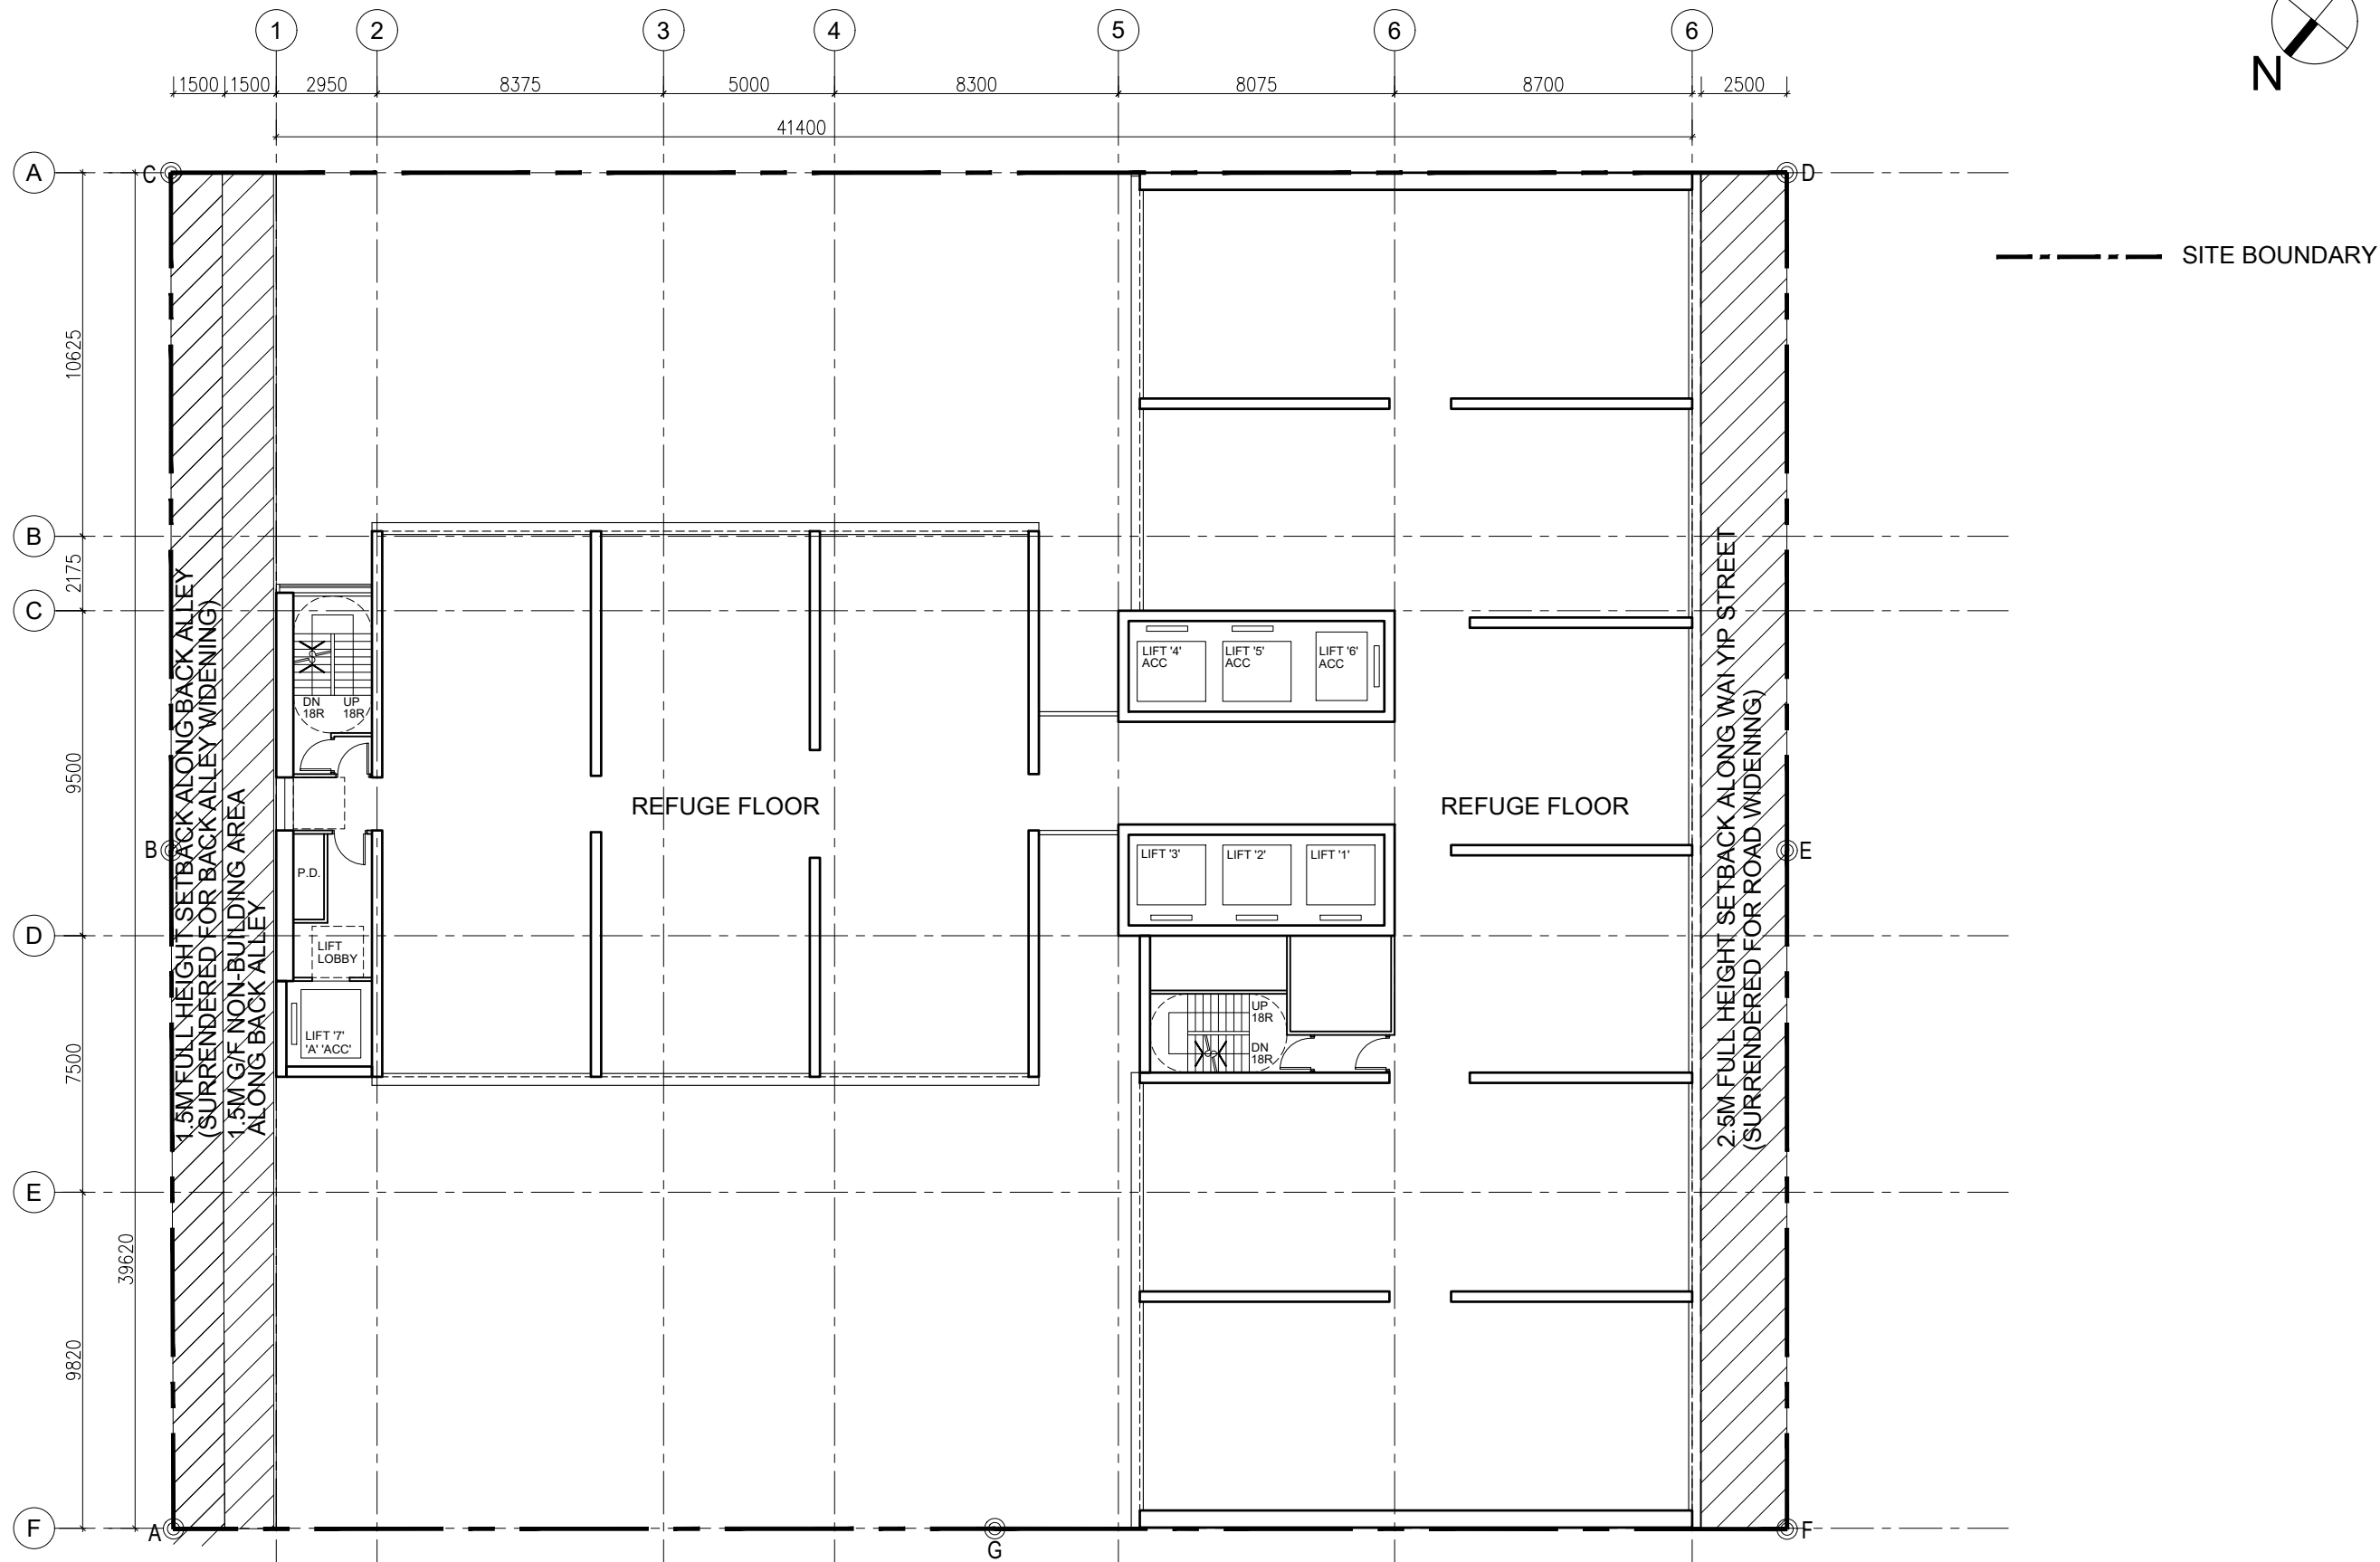 1
2
3
4
5
6
6
N
1500
1500
2950
8375
5000
8300
8075
8700
2500
41400
A
C
D
SITE BOUNDARY
10625
B
2175
C
9500
D
7500
E
39620
9820
F
1.5M FULL HEIGHT SETBACK ALONG BACK ALLEY
(SURRENDERED FOR BACK ALLEY WIDENING)
1.5M G/F NON-BUILDING AREA
ALONG BACK ALLEY
DN
18R
UP
18R
LIFT '4'
ACC
LIFT '5'
ACC
LIFT '6'
ACC
REFUGE FLOOR
REFUGE FLOOR
B
E
P.D.
LIFT '3'
LIFT '2'
LIFT '1'
LIFT
LOBBY
LIFT '7'
'A' 'ACC'
UP
18R
DN
18R
2.5M FULL HEIGHT SETBACK ALONG WAI YIP STREET
(SURRENDERED FOR ROAD WIDENING)
A
G
F